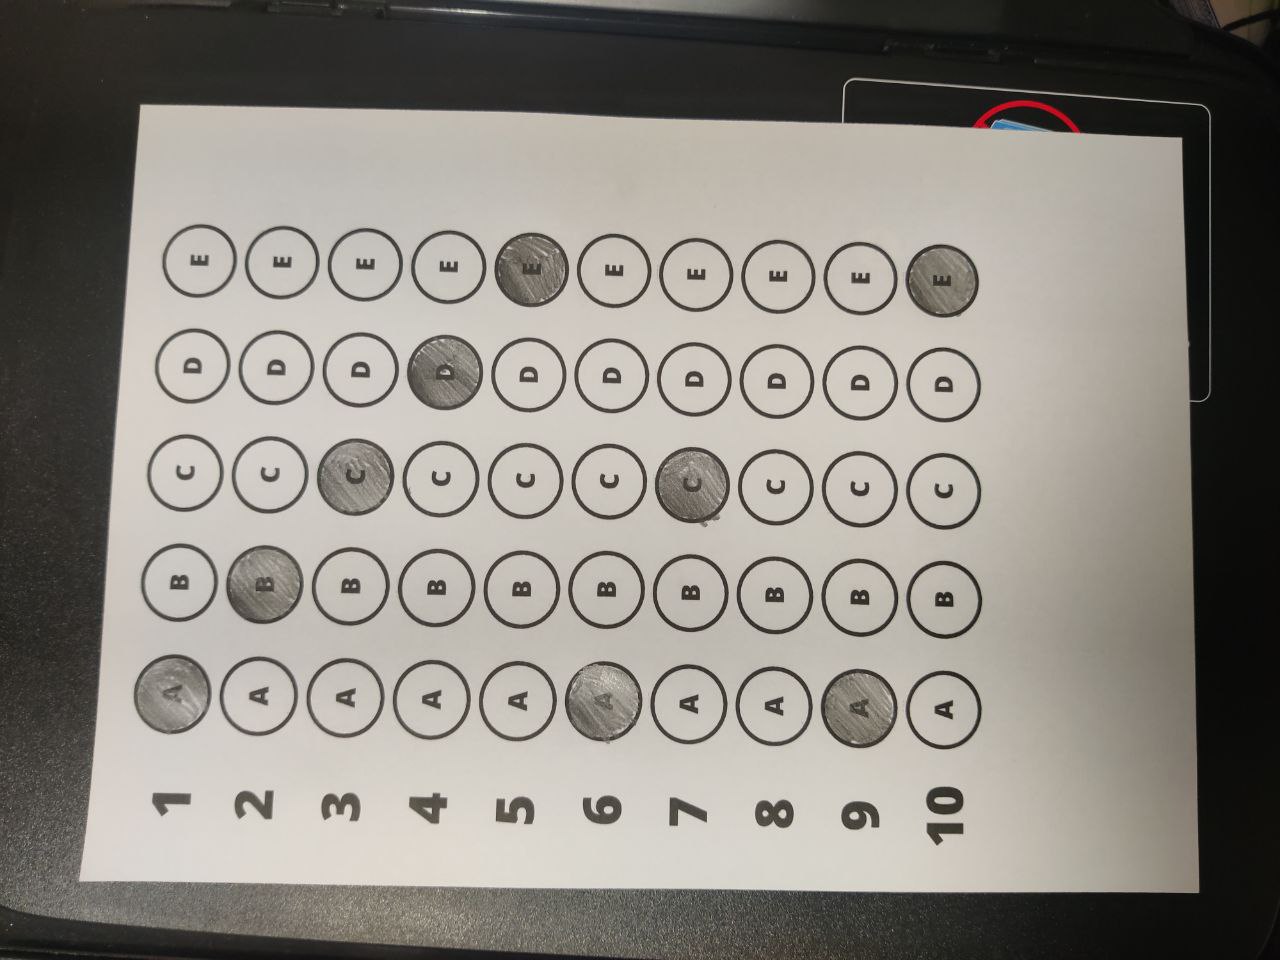 1 A B C D E
2 A B C D E
3 A B C D E
4 A B C D E
5 A B C D E
6 A B C D E
7 A B C D E
8 A B C D E
9 A B C D E
10 A B C D E